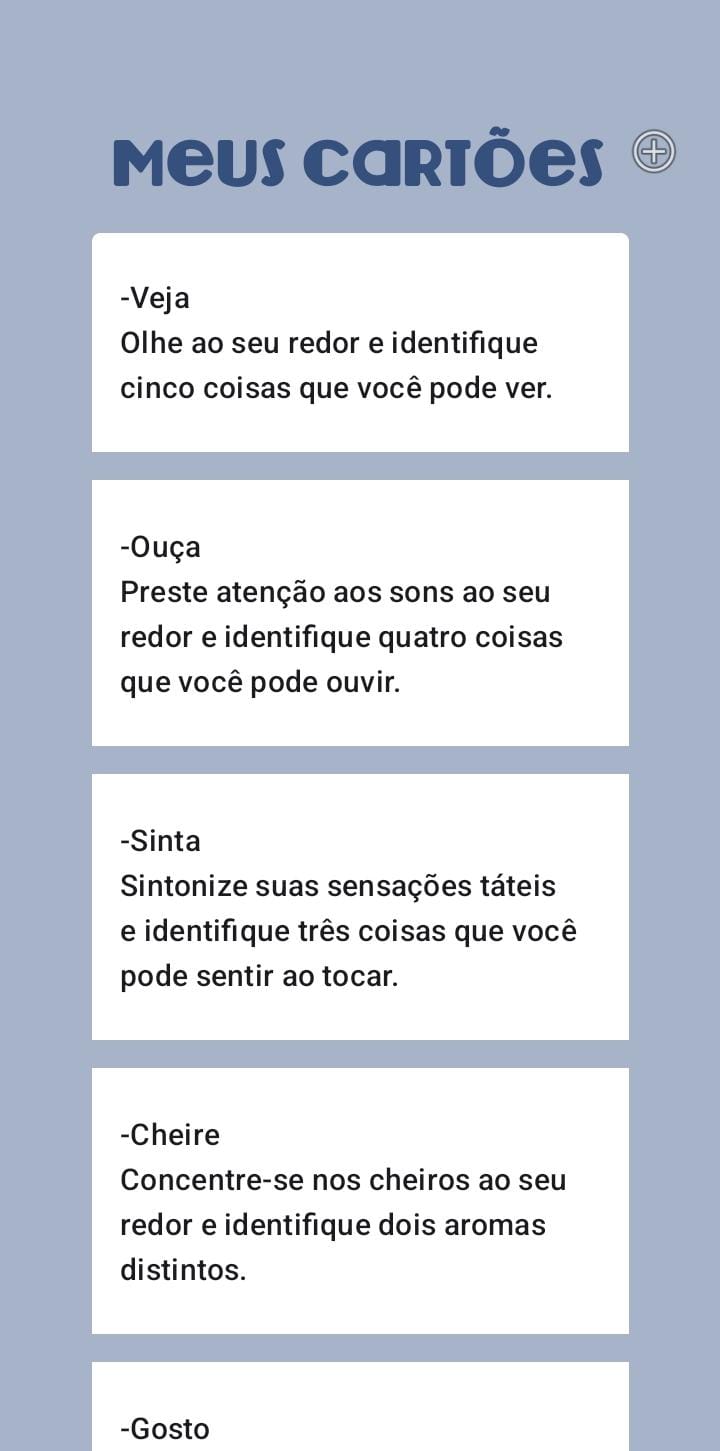 Meus Cartões
-Veja
Olhe ao seu redor e identifique
cinco coisas que você pode ver.
-Ouça
Preste atenção aos sons ao seu
redor e identifique quatro coisas
que você pode ouvir.
-Sinta
Sintonize suas sensações táteis
e identifique três coisas que você
pode sentir ao tocar.
-Cheire
Concentre-se nos cheiros ao seu
redor e identifique dois aromas
distintos.
-Gosto